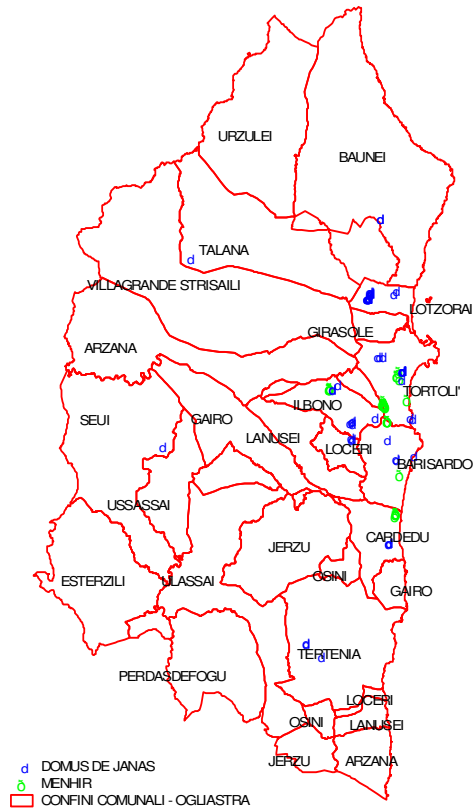 URZULEI
BAUNEI
TALANA
VILLAGRANDE STRISAILI
LOTZORAI
GIRASOLE
ARZANA
TORTOLI'
ILBONO
SEUI
GAIRO
LANUSEI
LOCERI
BARISARDO
USSASSAI
CARDEDU
JERZU
OSINI
ESTERZILI
ULASSAI
GAIRO
TERTENIA
PERDASDEFOGU
LOCERI
OSINI
LANUSEI
JERZU
ARZANA
d DOMUS DE JANAS
ð MENHIR
CONFINI COMUNALI - OGLIASTRA